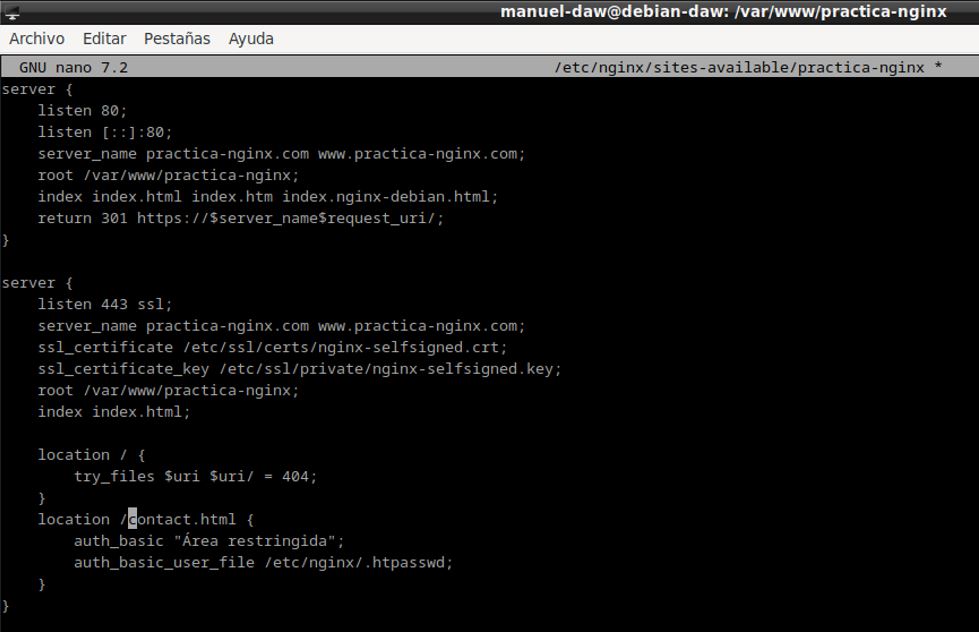 manuel-daw@debian-daw: /var/www/practica-nginx
Archivo Editar Pestañas Ayuda
GNU nano 7.2 /etc/nginx/sites-available/practica-nginx *
server {
    listen 80;
    listen [::]:80;
    server_name practica-nginx.com www.practica-nginx.com;
    root /var/www/practica-nginx;
    index index.html index.htm index.nginx-debian.html;
    return 301 https://$server_name$request_uri/;
}

server {
    listen 443 ssl;
    server_name practica-nginx.com www.practica-nginx.com;
    ssl_certificate /etc/ssl/certs/nginx-selfsigned.crt;
    ssl_certificate_key /etc/ssl/private/nginx-selfsigned.key;
    root /var/www/practica-nginx;
    index index.html;

    location / {
        try_files $uri $uri/ = 404;
    }
    location /contact.html {
        auth_basic "Área restringida";
        auth_basic_user_file /etc/nginx/.htpasswd;
    }
}